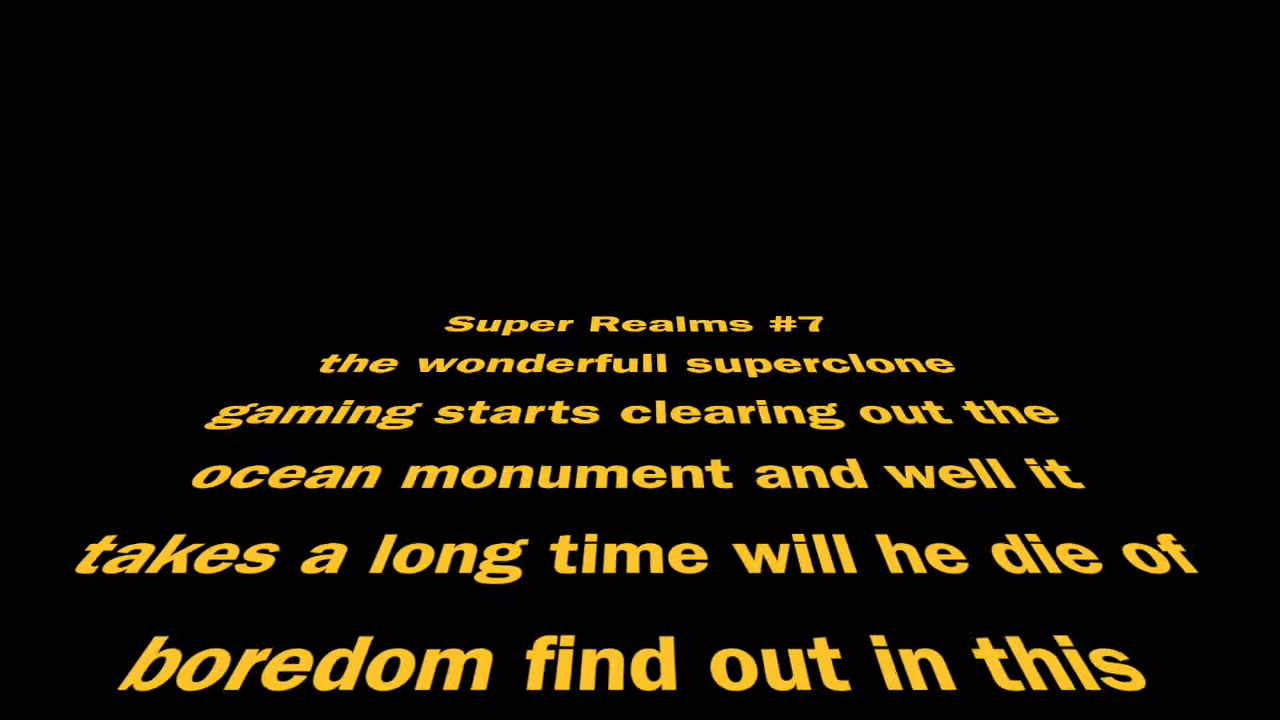 Super Realms #7
the wonderfull superclone
gaming starts clearing out the
ocean monument and well it
takes a long time will he die of
boredom find out in this